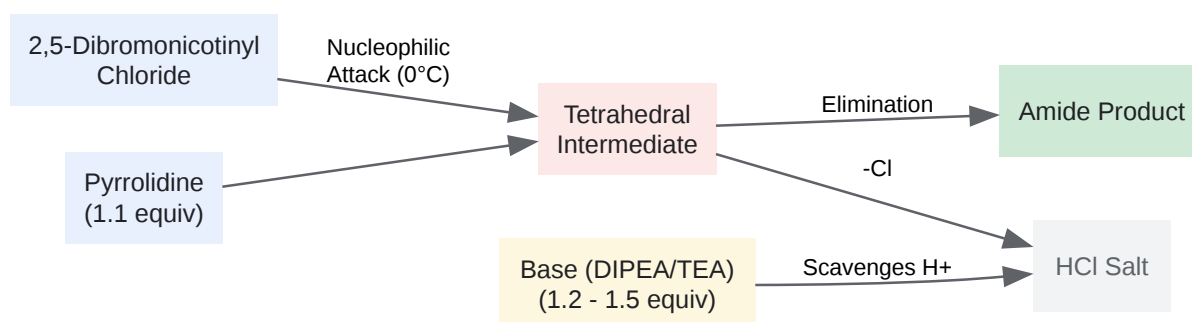 2,5-Dibromonicotinyl
Chloride
Nucleophilic
Attack (0°C)
Pyrrolidine
(1.1 equiv)
Tetrahedral
Intermediate
Elimination
Amide Product
-Cl
Base (DIPEA/TEA)
(1.2 - 1.5 equiv)
Scavenges H+
HCl Salt